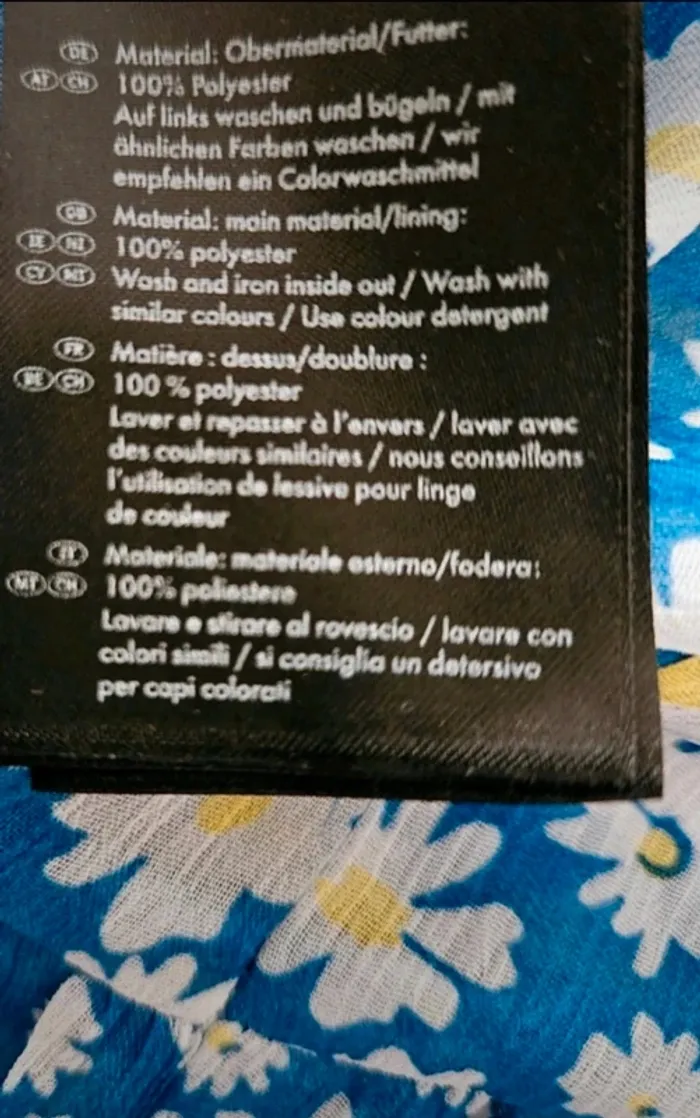 DE Material: Obermaterial/Futter:
AT CH 100% Polyester
Auf links waschen und bügeln / mit
ähnlichen Farben waschen / wir
empfehlen ein Colorwaschmittel
GB Material: main material/lining:
IE NI 100% polyester
CY MT Wash and iron inside out / Wash with
similar colours / Use colour detergent
FR Matière : dessus/doublure :
BE CH 100 % polyester
Laver et repasser à l'envers / laver avec
des couleurs similaires / nous conseillons
l'utilisation de lessive pour linge
de couleur
IT Materiale: materiale esterno/fodera:
MT CH 100% poliestere
Lavare e stirare al rovescio / lavare con
colori simili / si consiglia un detersivo
per capi colorati